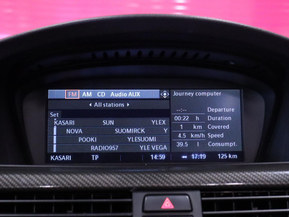 FM AM CD Audio AUX
Journey computer
◂ All stations ▸
Set
KASARI SUN YLEX
NOVA SUOMIRCK Y
POOKI YLESUOMI
RADIO957 YLE VEGA
--:-- Departure
00:22 h Duration
1 km Covered
4.5 km/h Speed
39.5 l Consumpt.
KASARI TP 14:59
17:19 125 km